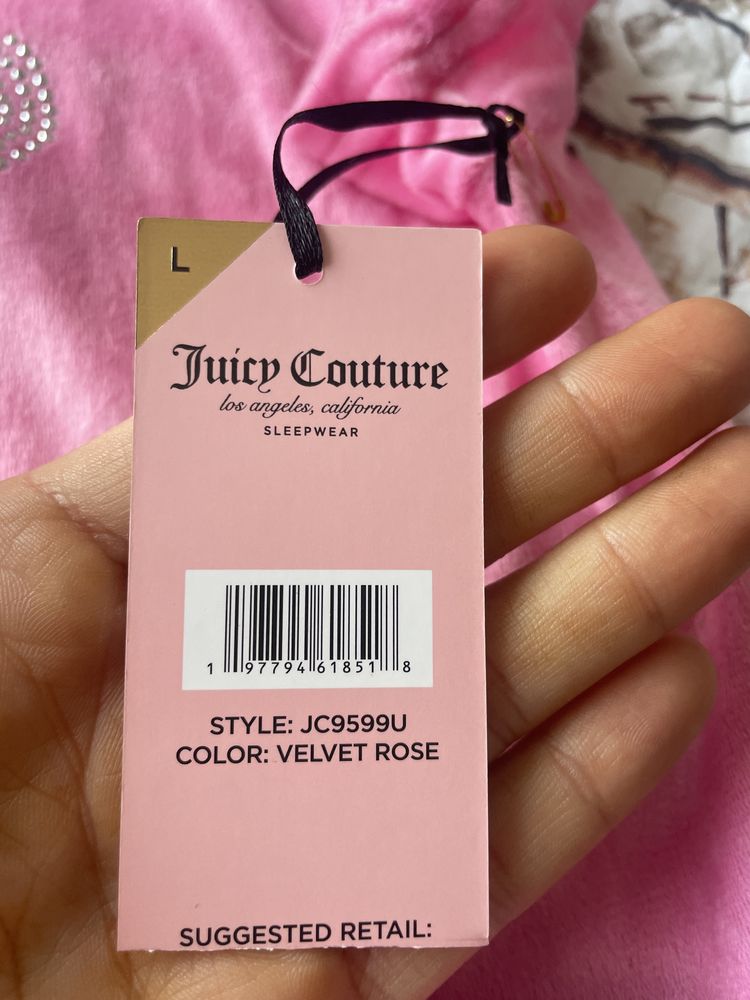 L
Juicy Couture
los angeles, california
SLEEPWEAR
1 97794 61851 8
STYLE: JC9599U
COLOR: VELVET ROSE
SUGGESTED RETAIL: